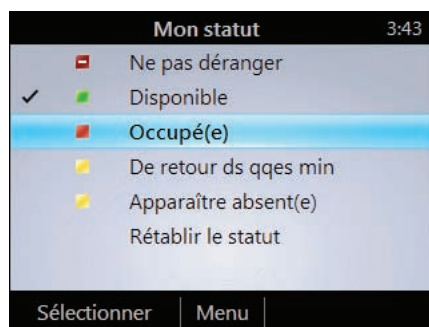 Mon statut 3:43
Ne pas déranger
Disponible
Occupé(e)
De retour ds qqes min
Apparaître absent(e)
Rétablir le statut
Sélectionner Menu